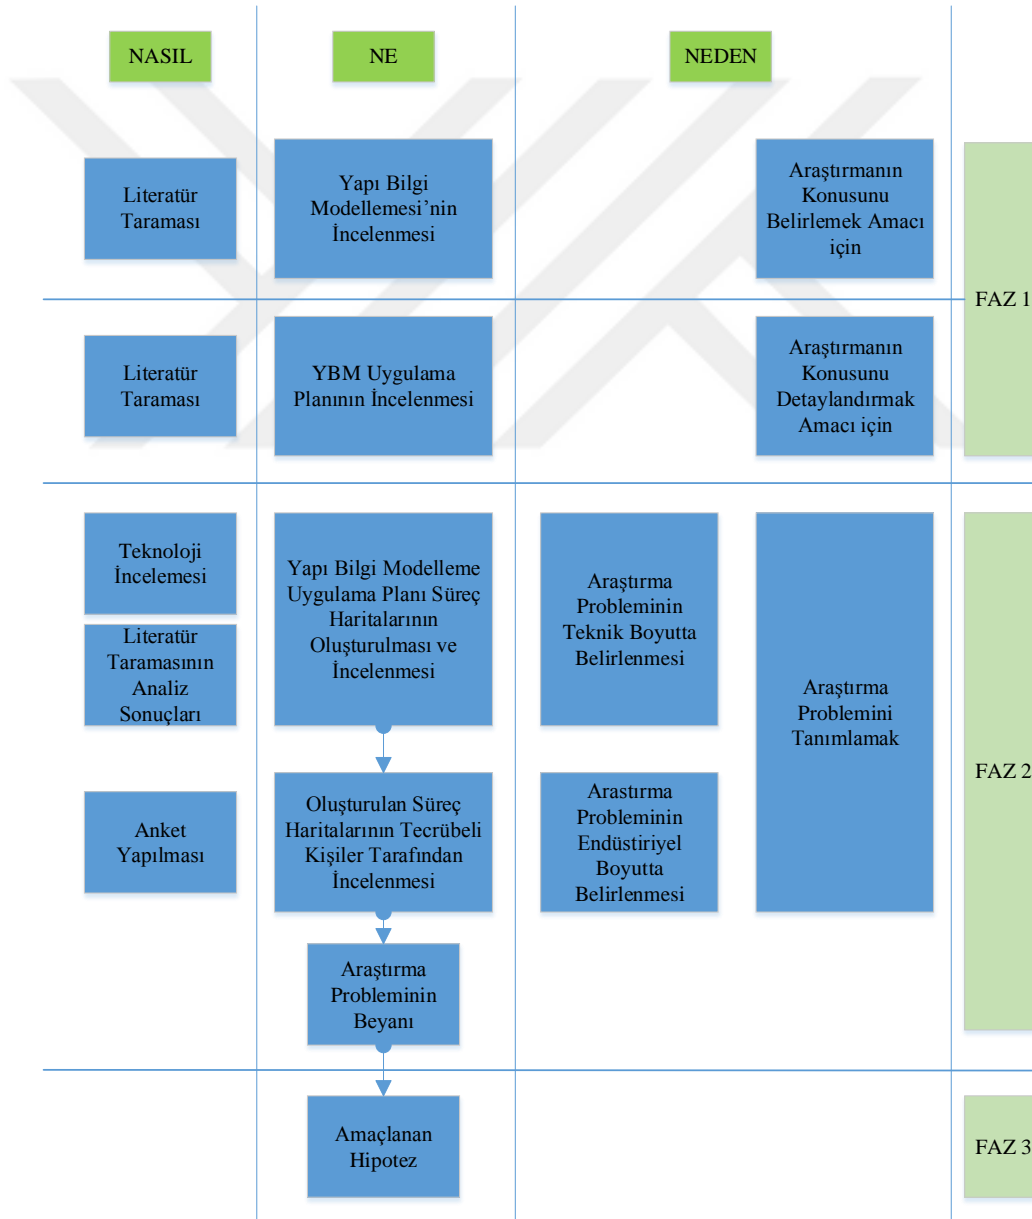 NASIL
NE
NEDEN
Literatür
Taraması
Yapı Bilgi
Modellemesi’nin
İncelenmesi
Araştırmanın
Konusunu
Belirlemek Amacı
için
FAZ 1
Literatür
Taraması
YBM Uygulama
Planının İncelenmesi
Araştırmanın
Konusunu
Detaylandırmak
Amacı için
Teknoloji
İncelemesi
Literatür
Taramasının
Analiz
Sonuçları
Yapı Bilgi Modelleme
Uygulama Planı Süreç
Haritalarının
Oluşturulması ve
İncelenmesi
Araştırma
Probleminin
Teknik Boyutta
Belirlenmesi
Araştırma
Problemini
Tanımlamak
FAZ 2
Anket
Yapılması
Oluşturulan Süreç
Haritalarının Tecrübeli
Kişiler Tarafından
İncelenmesi
Arastırma
Probleminin
Endüstiriyel
Boyutta
Belirlenmesi
Araştırma
Probleminin
Beyanı
Amaçlanan
Hipotez
FAZ 3